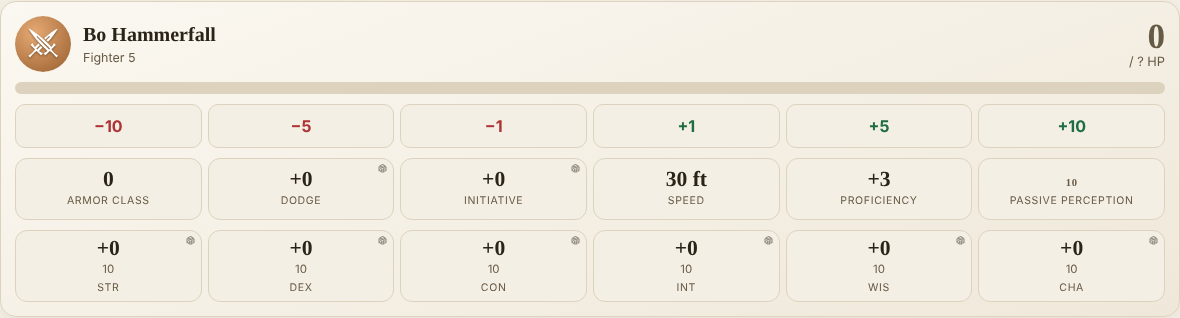 Bo Hammerfall
Fighter 5
0
/ ? HP
−10 −5 −1 +1 +5 +10
0 +0 +0 30 ft +3 10
ARMOR CLASS DODGE INITIATIVE SPEED PROFICIENCY PASSIVE PERCEPTION
+0 +0 +0 +0 +0 +0
10 10 10 10 10 10
STR DEX CON INT WIS CHA